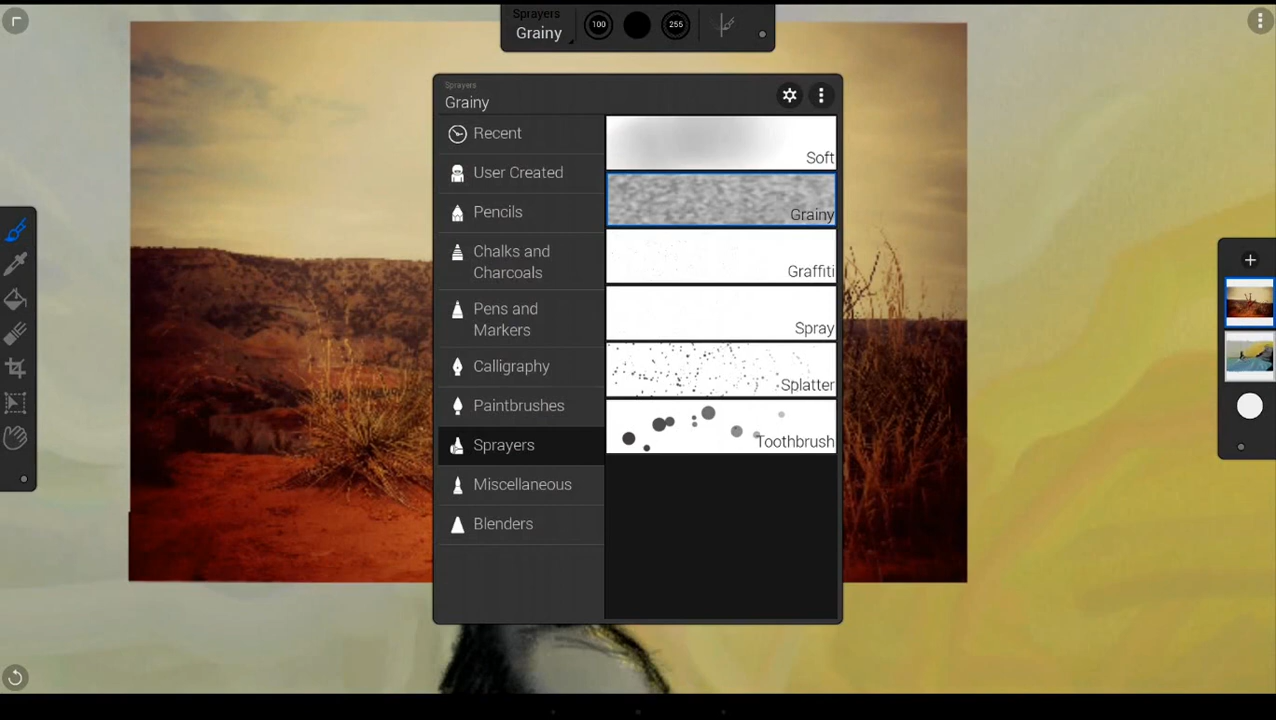 Sprayers
Grainy
100
255
Sprayers
Grainy
Recent
User Created
Pencils
Chalks and
Charcoals
Pens and
Markers
Calligraphy
Paintbrushes
Sprayers
Miscellaneous
Blenders
Soft
Grainy
Graffiti
Spray
Splatter
Toothbrush